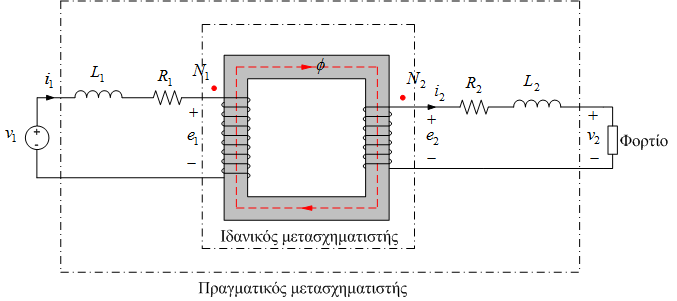 i₁ L₁ R₁ N₁ ϕ N₂ i₂ R₂ L₂
v₁ + - + e₁ − + e₂ − + v₂ − Φορτίο
Ιδανικός μετασχηματιστής
Πραγματικός μετασχηματιστής